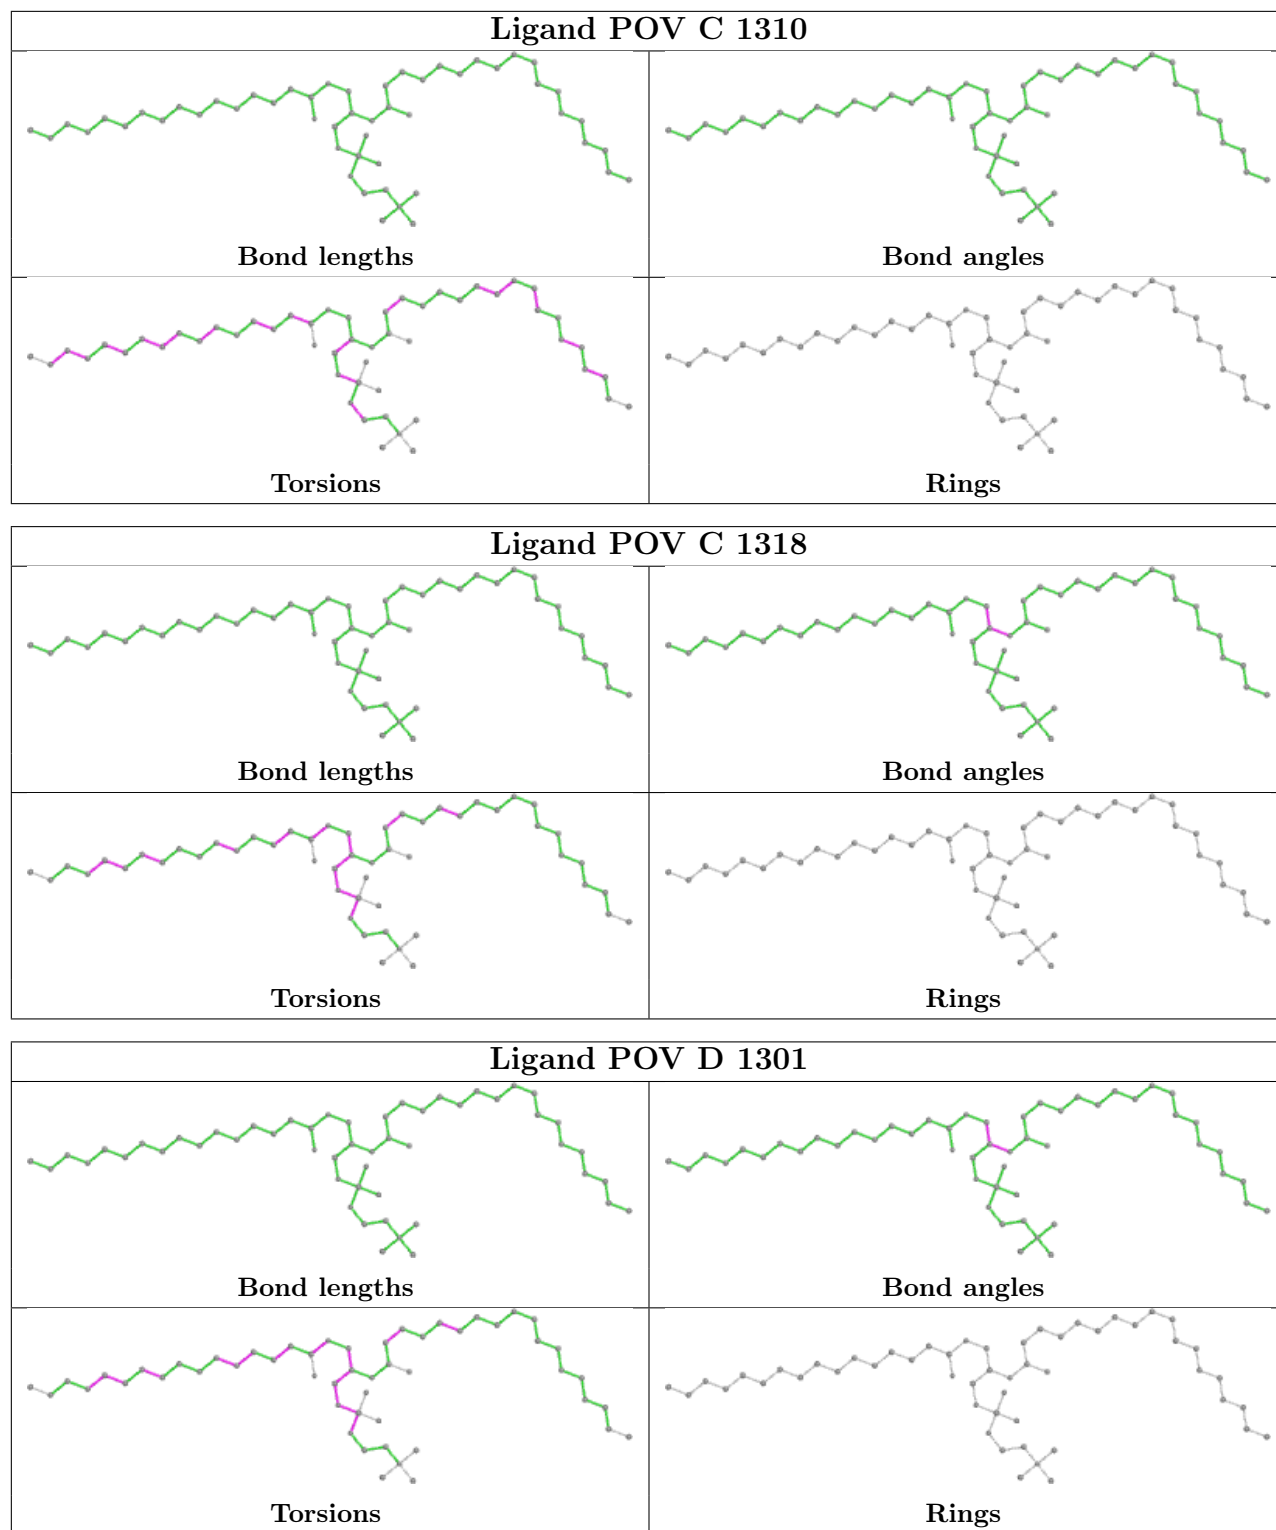 Ligand POV C 1310
Bond lengths
Bond angles
Torsions
Rings
Ligand POV C 1318
Bond lengths
Bond angles
Torsions
Rings
Ligand POV D 1301
Bond lengths
Bond angles
Torsions
Rings